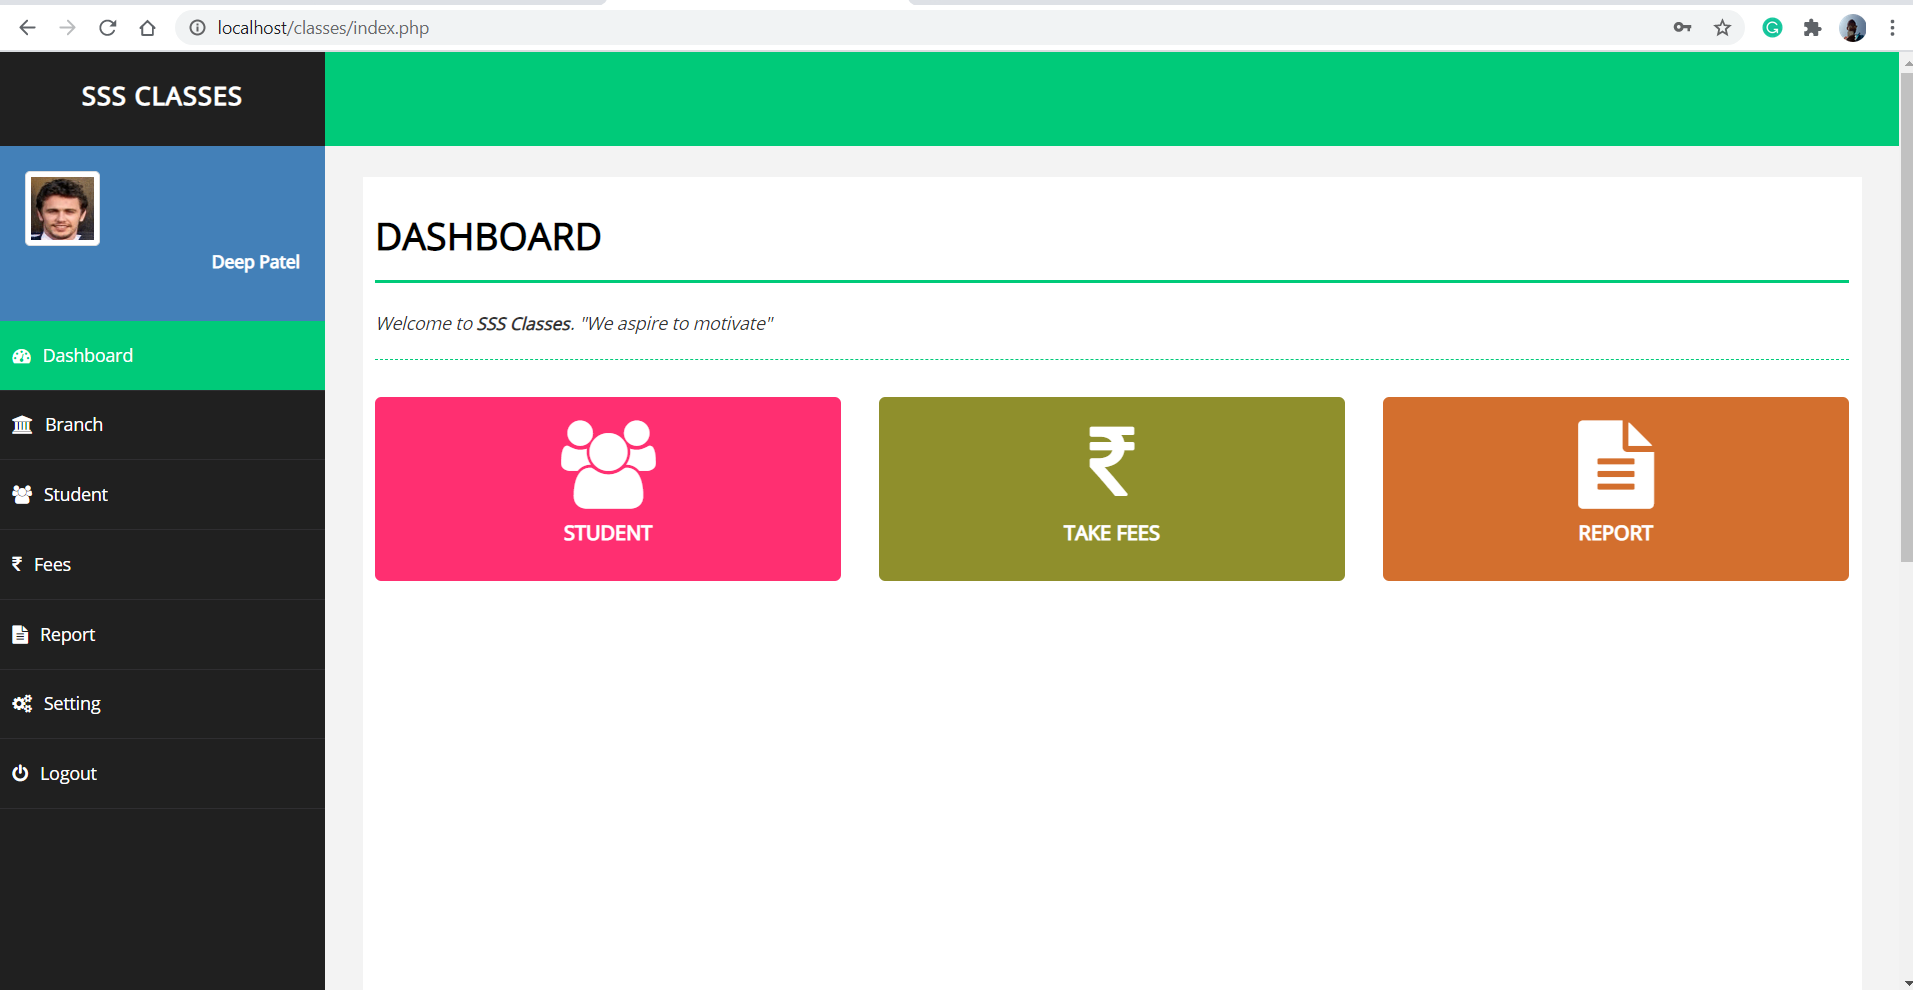 localhost/classes/index.php
SSS CLASSES
Deep Patel
Dashboard
Branch
Student
₹ Fees
Report
Setting
Logout
DASHBOARD
Welcome to SSS Classes. "We aspire to motivate"
STUDENT
₹
TAKE FEES
REPORT